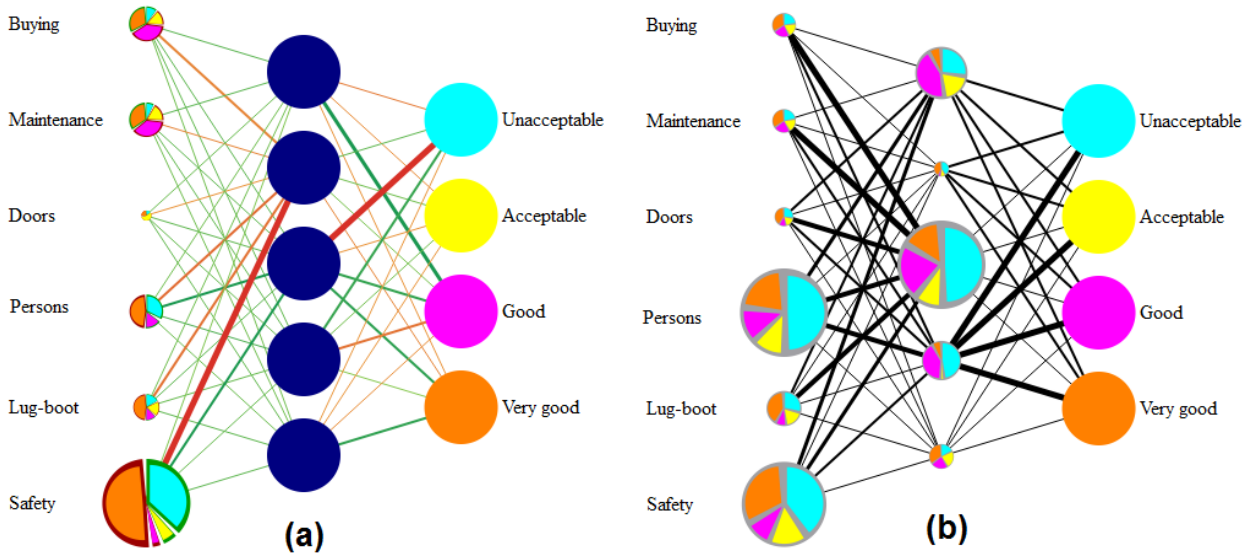 Buying
Maintenance
Doors
Persons
Lug-boot
Safety
Unacceptable
Acceptable
Good
Very good
(a)
Buying
Maintenance
Doors
Persons
Lug-boot
Safety
Unacceptable
Acceptable
Good
Very good
(b)